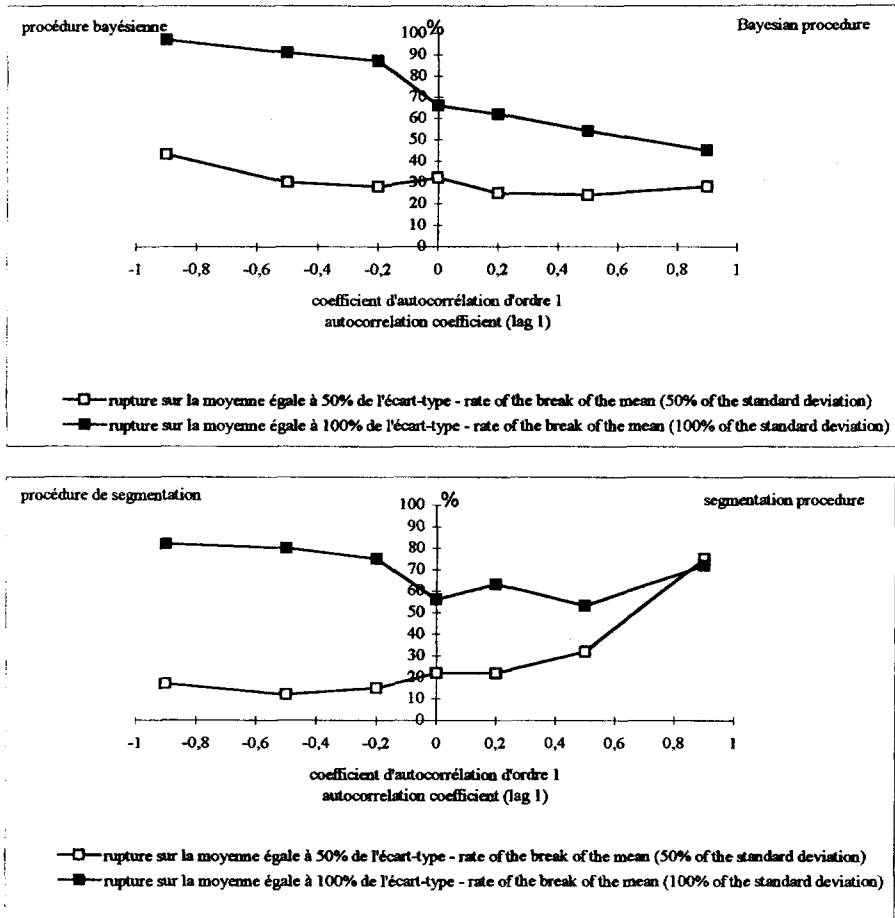 procédure bayésienne
%
Bayesian procedure
100
90
80
70
60
50
40
30
20
10
0
-1 -0,8 -0,6 -0,4 -0,2 0 0,2 0,4 0,6 0,8 1
coefficient d'autocorrélation d'ordre 1
autocorrelation coefficient (lag 1)
rupture sur la moyenne égale à 50% de l'écart-type - rate of the break of the mean (50% of the standard deviation)
rupture sur la moyenne égale à 100% de l'écart-type - rate of the break of the mean (100% of the standard deviation)
procédure de segmentation
%
segmentation procedure
100
90
80
70
60
50
40
30
20
10
0
-1 -0,8 -0,6 -0,4 -0,2 0 0,2 0,4 0,6 0,8 1
coefficient d'autocorrélation d'ordre 1
autocorrelation coefficient (lag 1)
rupture sur la moyenne égale à 50% de l'écart-type - rate of the break of the mean (50% of the standard deviation)
rupture sur la moyenne égale à 100% de l'écart-type - rate of the break of the mean (100% of the standard deviation)